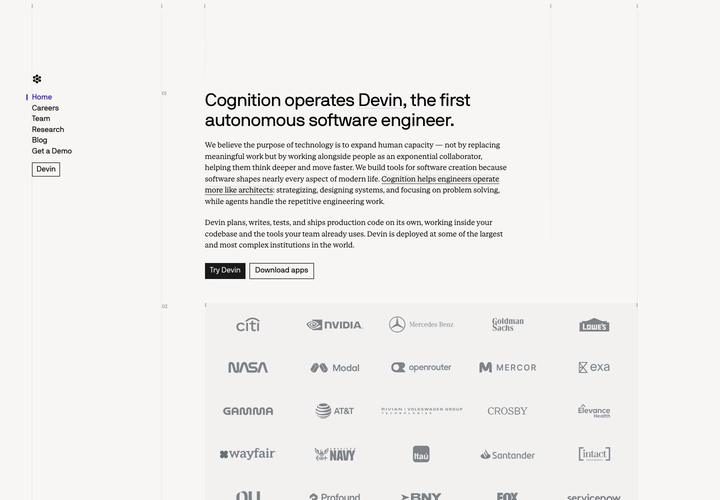 Home
Careers
Team
Research
Blog
Get a Demo
Devin
01
Cognition operates Devin, the first
autonomous software engineer.
We believe the purpose of technology is to expand human capacity — not by replacing
meaningful work but by working alongside people as an exponential collaborator,
helping them think deeper and move faster. We build tools for software creation because
software shapes nearly every aspect of modern life. Cognition helps engineers operate
more like architects: strategizing, designing systems, and focusing on problem solving,
while agents handle the repetitive engineering work.
Devin plans, writes, tests, and ships production code on its own, working inside your
codebase and the tools your team already uses. Devin is deployed at some of the largest
and most complex institutions in the world.
Try Devin
Download apps
02
citi
NVIDIA.
Mercedes Benz
Goldman
Sachs
LOWE'S
NASA
Modal
openrouter
MERCOR
exa
GAMMA
AT&T
RIVIAN | VOLKSWAGEN GROUP
TECHNOLOGIES
CROSBY
Elevance
Health
wayfair
NAVY
Itaú
Santander
[intact]
Profound
BNY
FOX
servicenow